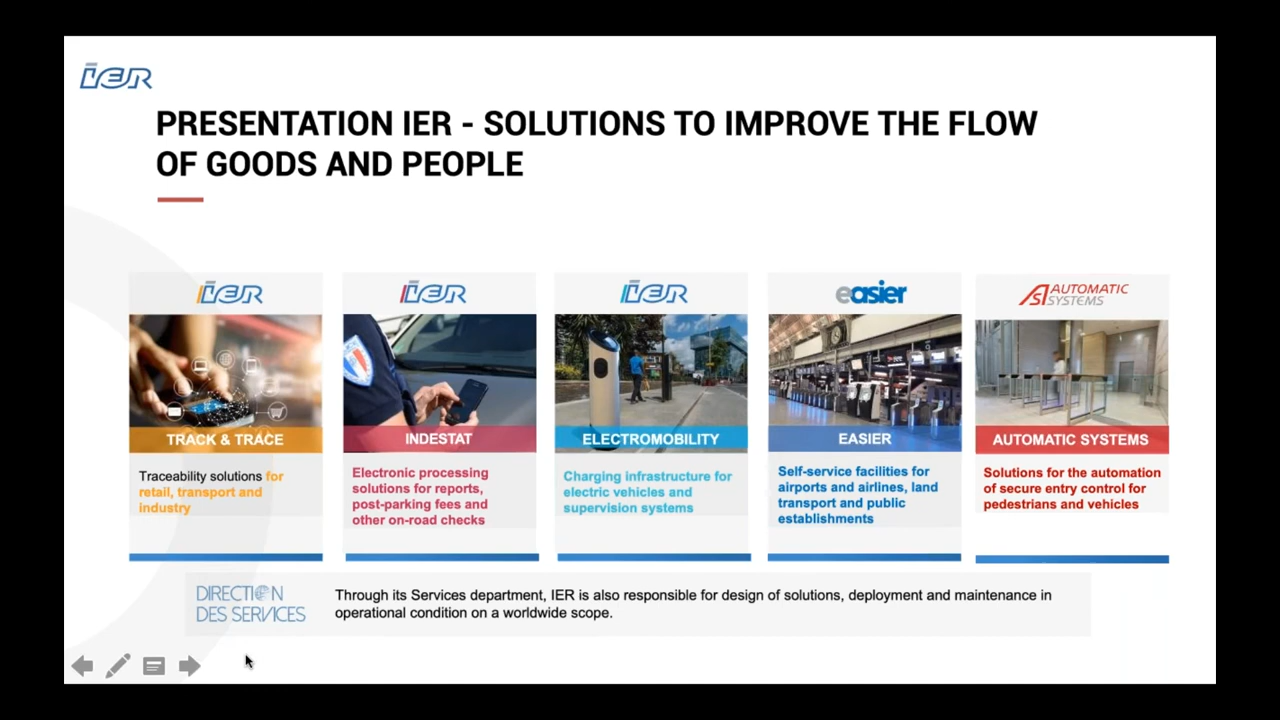 IER
PRESENTATION IER - SOLUTIONS TO IMPROVE THE FLOW
OF GOODS AND PEOPLE
IER
TRACK & TRACE
Traceability solutions for
retail, transport and
industry
IER
INDESTAT
Electronic processing
solutions for reports,
post-parking fees and
other on-road checks
IER
ELECTROMOBILITY
Charging infrastructure for
electric vehicles and
supervision systems
easier
EASIER
Self-service facilities for
airports and airlines, land
transport and public
establishments
AS AUTOMATIC
SYSTEMS
AUTOMATIC SYSTEMS
Solutions for the automation
of secure entry control for
pedestrians and vehicles
DIRECTION
DES SERVICES
Through its Services department, IER is also responsible for design of solutions, deployment and maintenance in
operational condition on a worldwide scope.